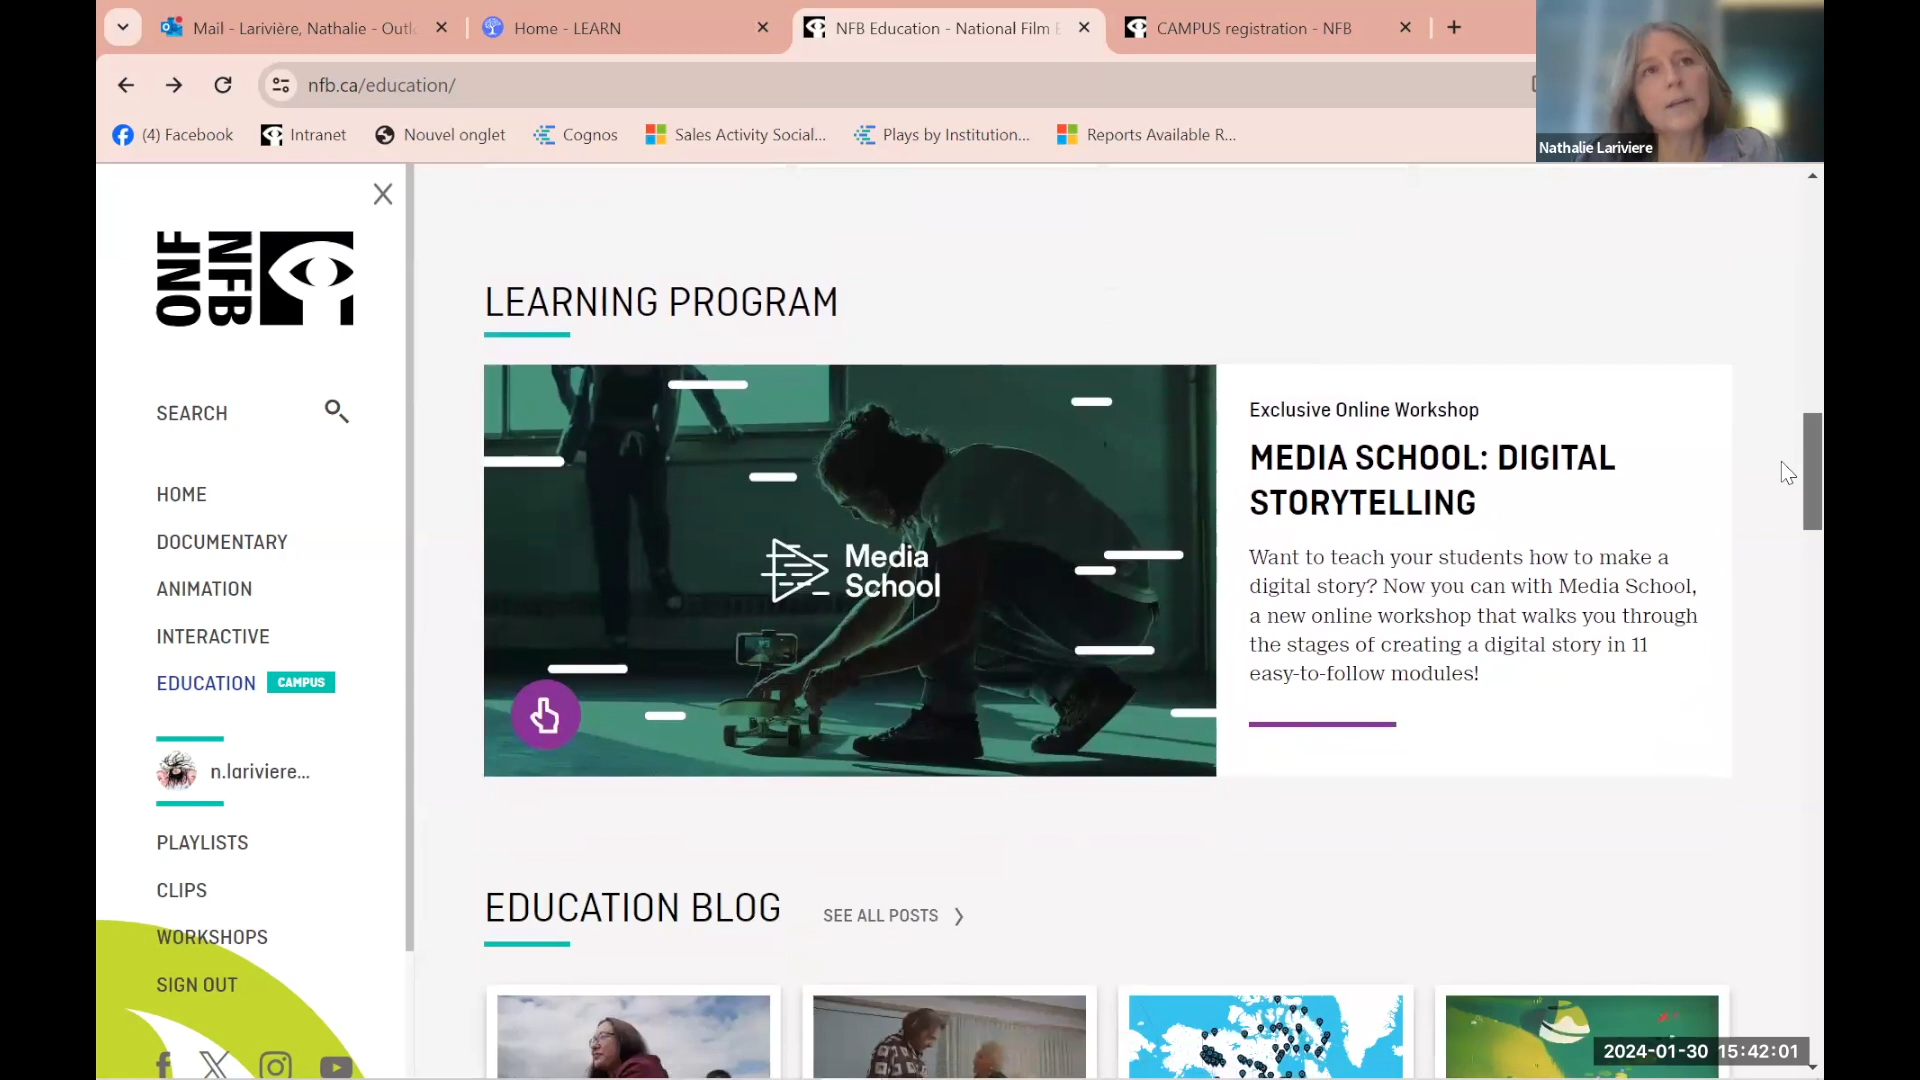 Mail - Larivière, Nathalie - Outl
Home - LEARN
NFB Education - National Film
CAMPUS registration - NFB
nfb.ca/education/
(4) Facebook
Intranet
Nouvel onglet
Cognos
Sales Activity Social...
Plays by Institution...
Reports Available R...
Nathalie Lariviere
ONF
NFB
SEARCH
HOME
DOCUMENTARY
ANIMATION
INTERACTIVE
EDUCATION CAMPUS
n.lariviere...
PLAYLISTS
CLIPS
WORKSHOPS
SIGN OUT
LEARNING PROGRAM
Media
School
Exclusive Online Workshop
MEDIA SCHOOL: DIGITAL
STORYTELLING
Want to teach your students how to make a
digital story? Now you can with Media School,
a new online workshop that walks you through
the stages of creating a digital story in 11
easy-to-follow modules!
EDUCATION BLOG
SEE ALL POSTS
2024-01-30 15:42:01